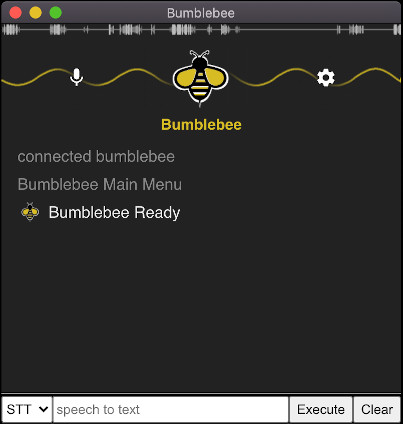 Bumblebee
Bumblebee
connected bumblebee
Bumblebee Main Menu
Bumblebee Ready
STT speech to text Execute Clear